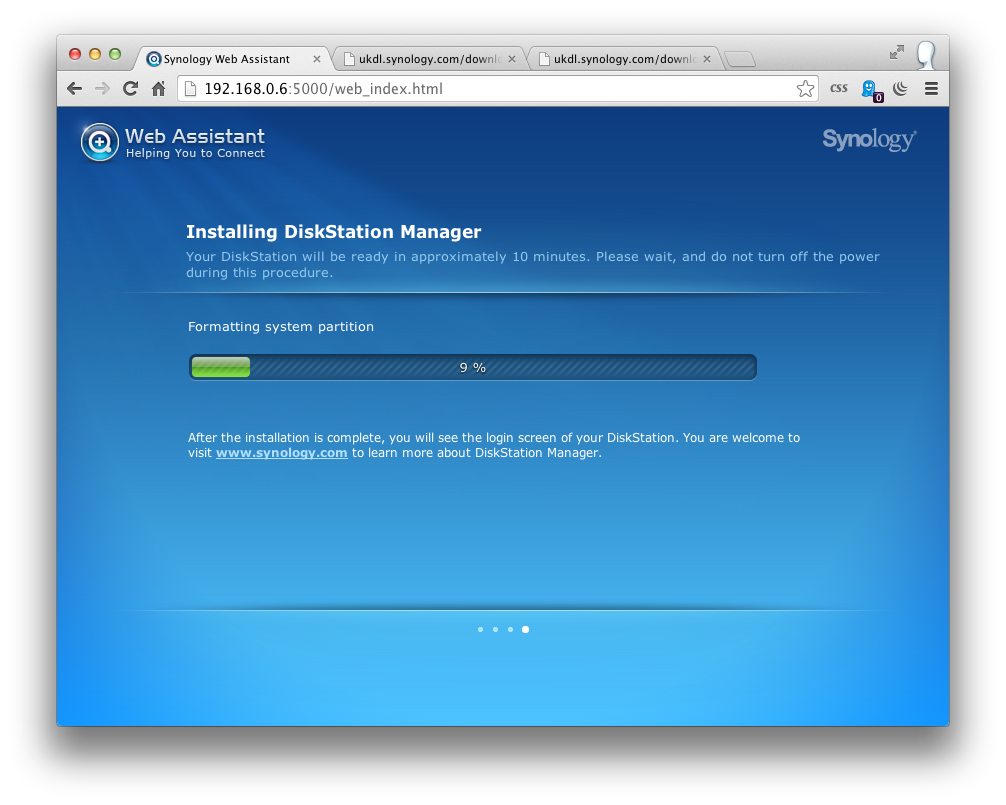 Synology Web Assistant
ukdl.synology.com/downl
ukdl.synology.com/downl
192.168.0.6:5000/web_index.html
CSS
0
Web Assistant
Helping You to Connect
Synology
Installing DiskStation Manager
Your DiskStation will be ready in approximately 10 minutes. Please wait, and do not turn off the power
during this procedure.
Formatting system partition
9 %
After the installation is complete, you will see the login screen of your DiskStation. You are welcome to
visit www.synology.com to learn more about DiskStation Manager.